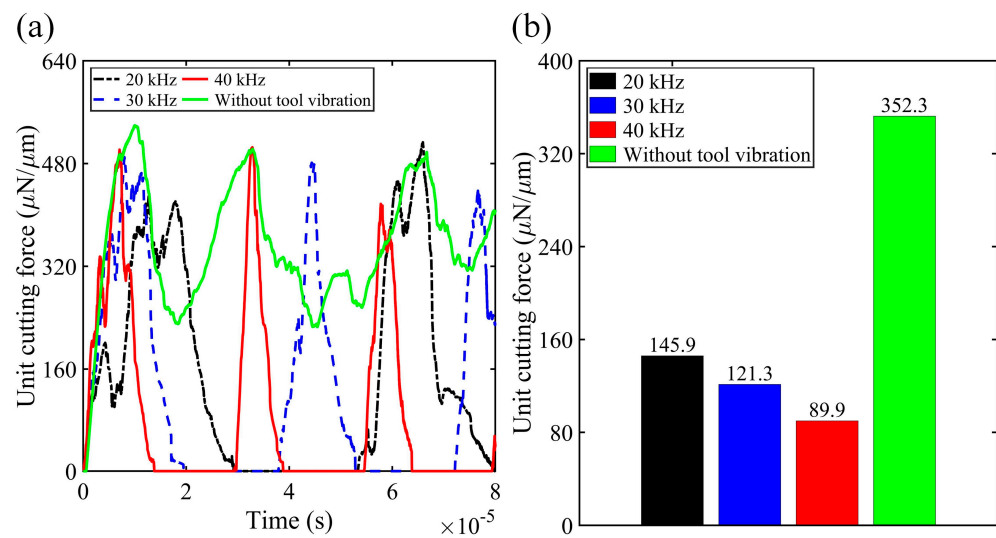 (a)
Unit cutting force (μN/μm)
640
480
320
160
0
20 kHz
40 kHz
30 kHz
Without tool vibration
0
2
4
6
8
Time (s)
×10⁻⁵
(b)
Unit cutting force (μN/μm)
400
320
240
160
80
0
20 kHz
30 kHz
40 kHz
Without tool vibration
145.9
121.3
89.9
352.3